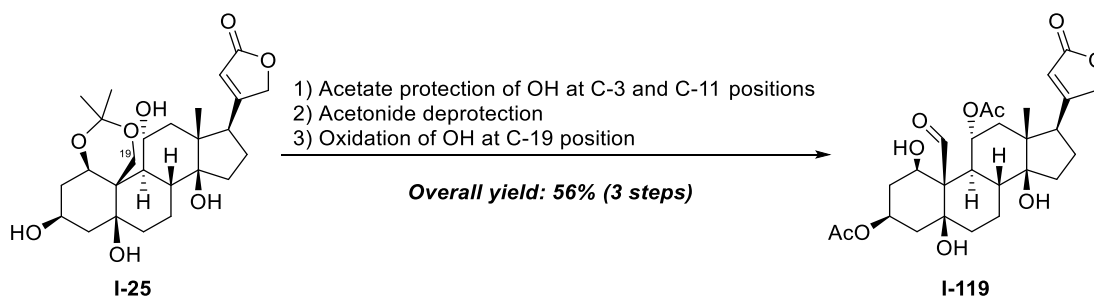 O
O
OH
O
O
19
H
H
OH
HO
OH
I-25
1) Acetate protection of OH at C-3 and C-11 positions
2) Acetonide deprotection
3) Oxidation of OH at C-19 position
Overall yield: 56% (3 steps)
O
O
OAc
O
HO
H
H
OH
AcO
OH
I-119